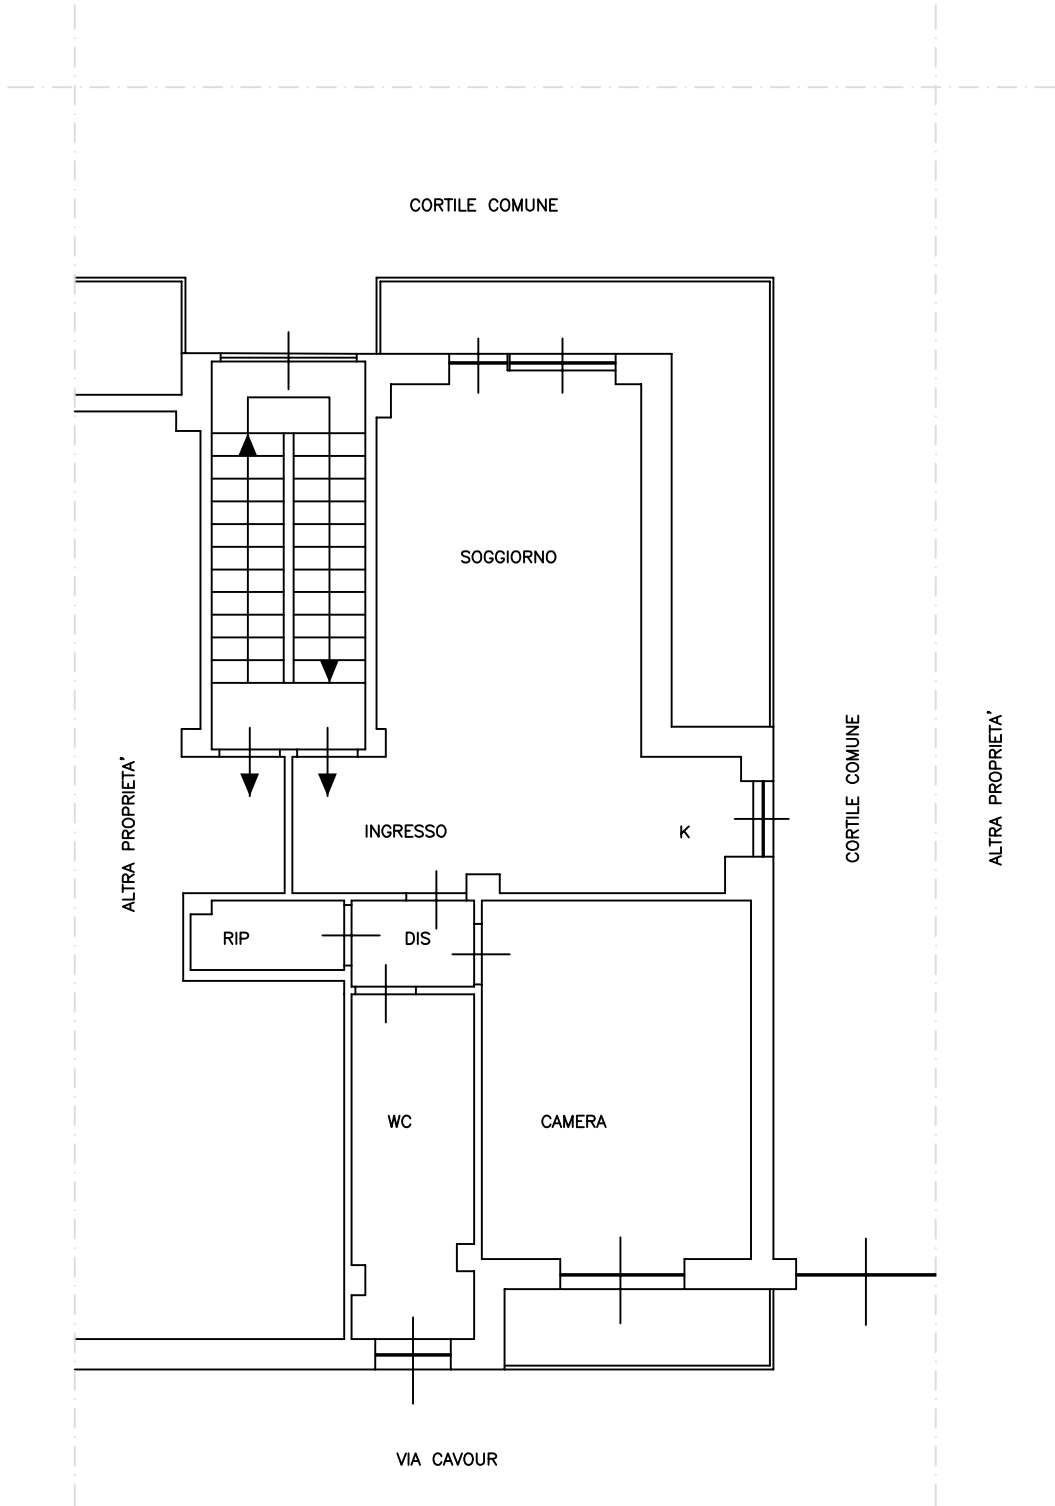 CORTILE COMUNE
SOGGIORNO
INGRESSO
K
CORTILE COMUNE
ALTRA PROPRIETA'
ALTRA PROPRIETA'
RIP
DIS
WC
CAMERA
VIA CAVOUR